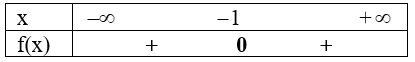 x –∞ –1 +∞
f(x) + 0 +